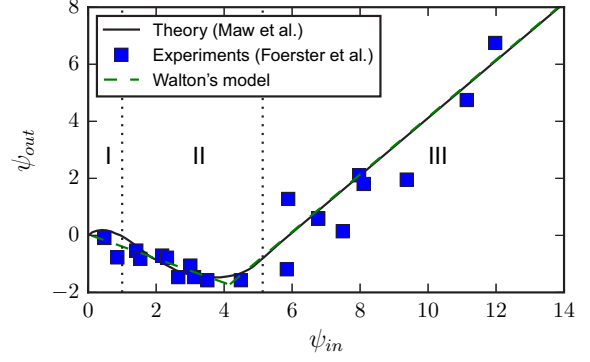 8
6
4
2
0
−2
ψout
Theory (Maw et al.)
Experiments (Foerster et al.)
Walton's model
I
II
III
0
2
4
6
8
10
12
14
ψin